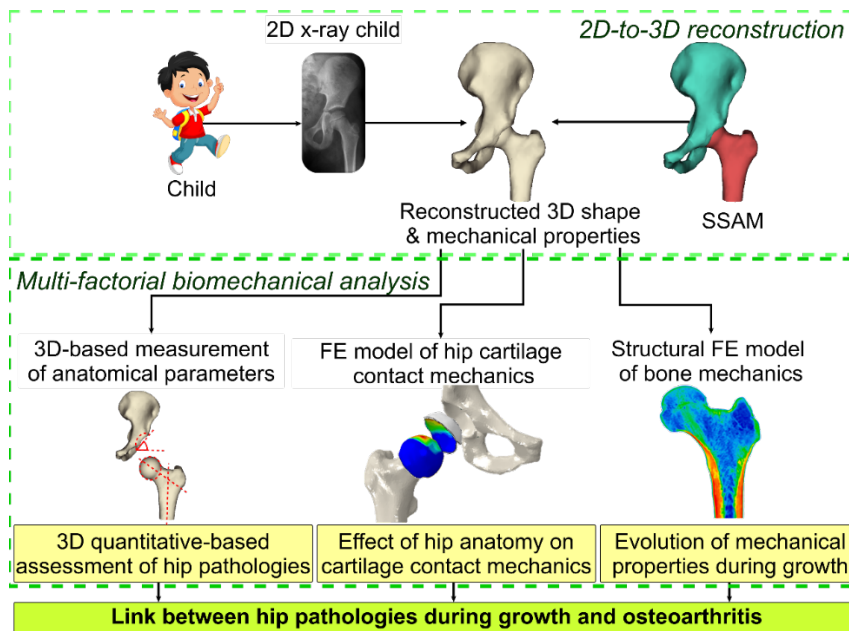 2D x-ray child
2D-to-3D reconstruction
Child
Reconstructed 3D shape
& mechanical properties
SSAM
Multi-factorial biomechanical analysis
3D-based measurement
of anatomical parameters
FE model of hip cartilage
contact mechanics
Structural FE model
of bone mechanics
3D quantitative-based
assessment of hip pathologies
Effect of hip anatomy on
cartilage contact mechanics
Evolution of mechanical
properties during growth
Link between hip pathologies during growth and osteoarthritis